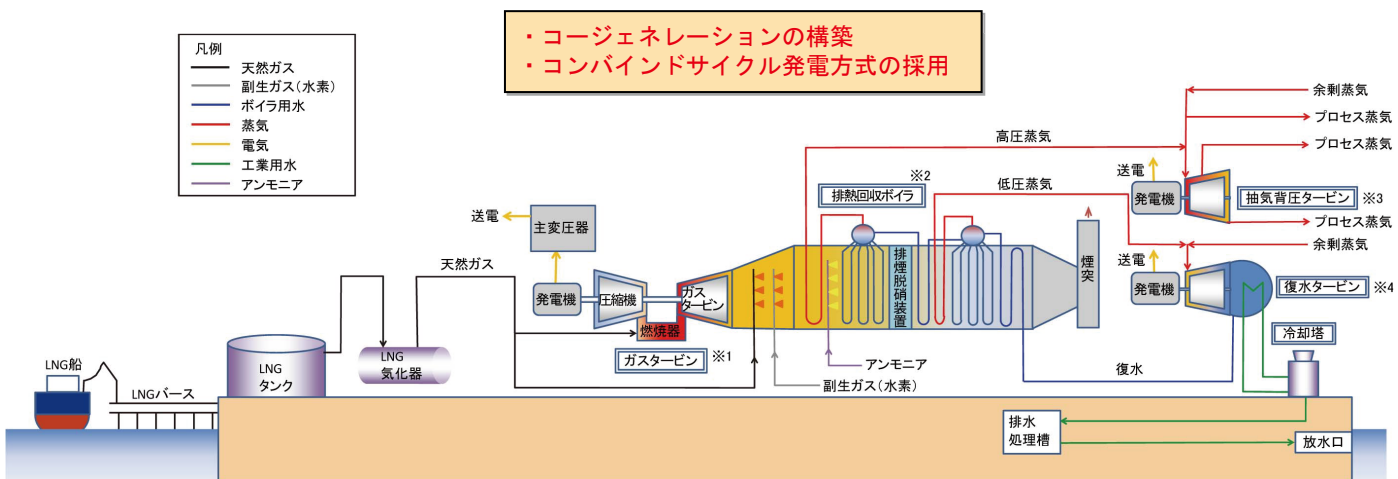 ・コージェネレーションの構築
・コンバインドサイクル発電方式の採用
凡例
天然ガス
副生ガス(水素)
ボイラ用水
蒸気
電気
工業用水
アンモニア
余剰蒸気
プロセス蒸気
プロセス蒸気
高圧蒸気
送電
発電機
抽気背圧タービン
※3
※2
排熱回収ボイラ
低圧蒸気
プロセス蒸気
余剰蒸気
送電
主変圧器
送電
発電機
復水タービン
※4
天然ガス
発電機
圧縮機
ガス
タービン
燃焼器
ガスタービン
※1
排煙脱硝装置
煙突
冷却塔
アンモニア
副生ガス(水素)
復水
LNG船
LNGバース
LNG
タンク
LNG
気化器
排水
処理槽
放水口